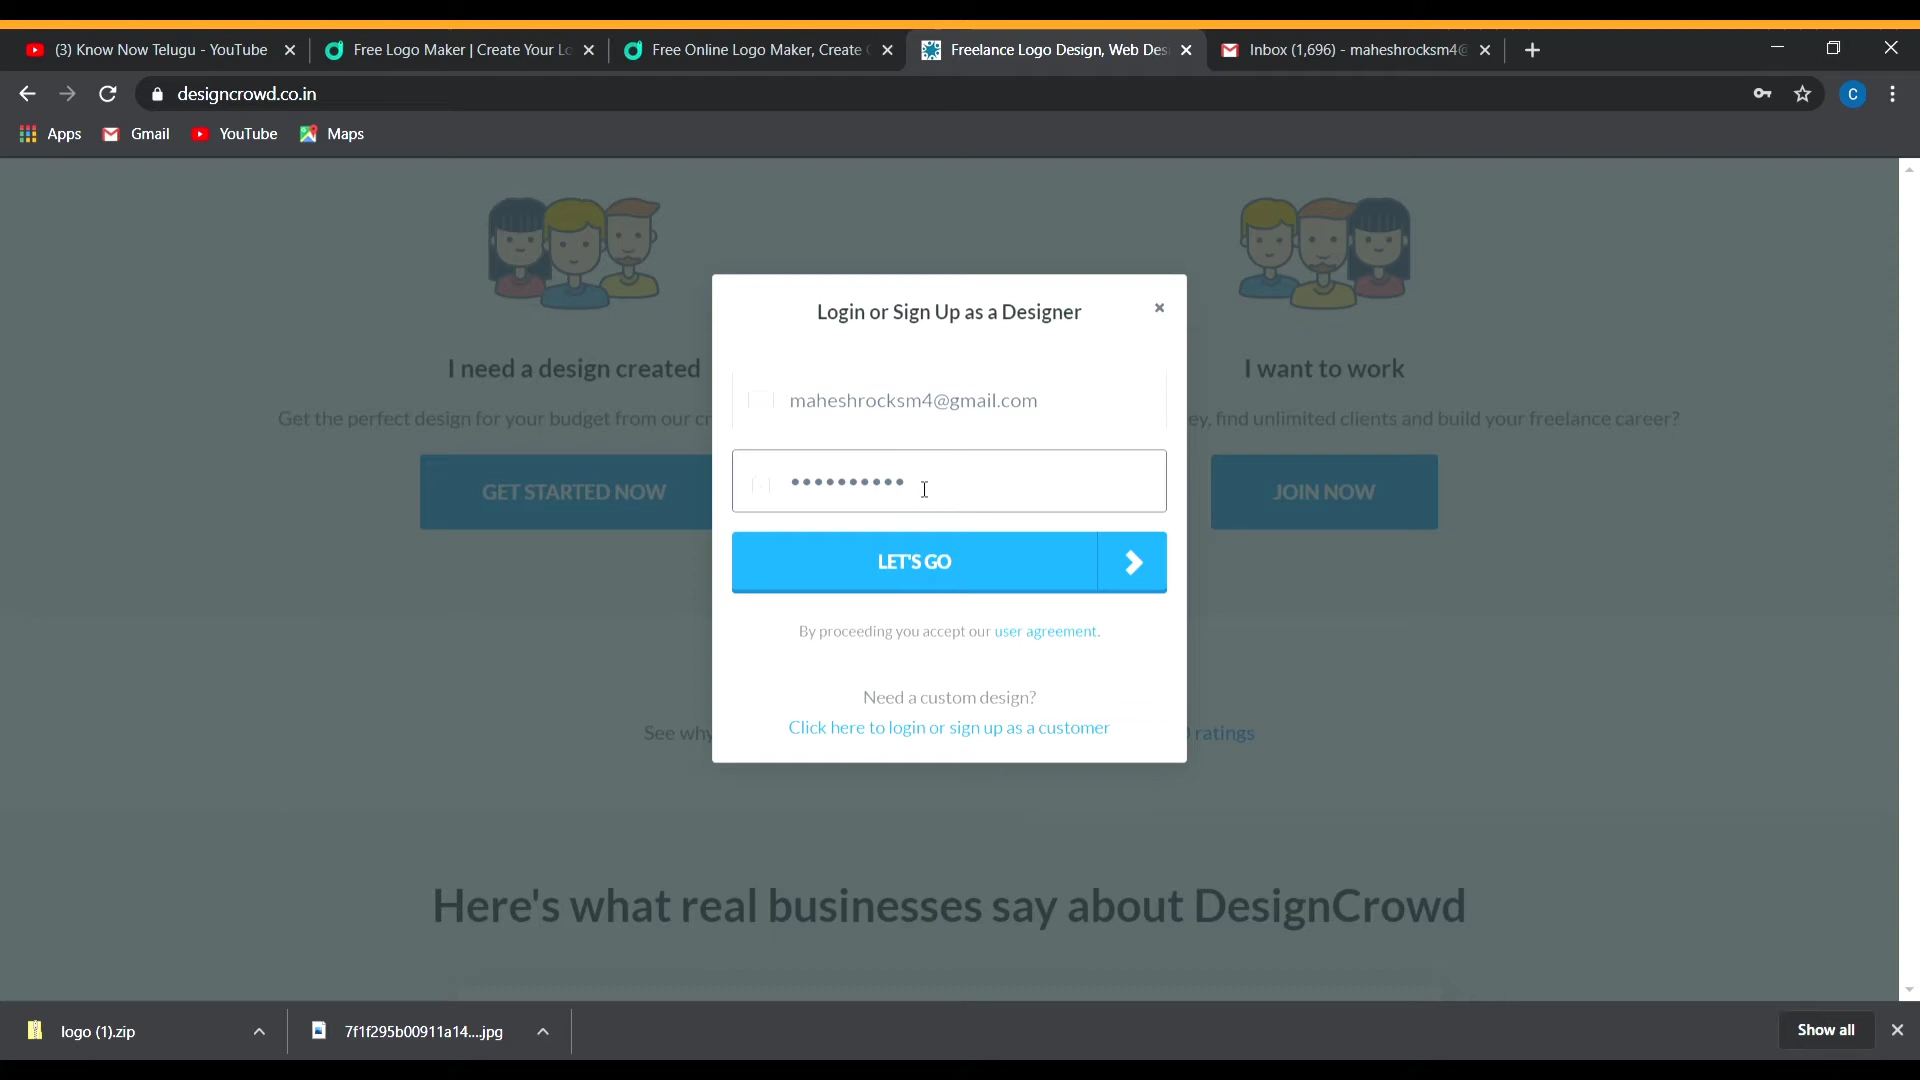 (3) Know Now Telugu - YouTube
Free Logo Maker | Create Your Lo
Free Online Logo Maker, Create
Freelance Logo Design, Web Des
Inbox (1,696) - maheshrocksm4@
designcrowd.co.in
C
Apps
Gmail
YouTube
Maps
Login or Sign Up as a Designer
I need a design created
I want to work
maheshrocksm4@gmail.com
Get the perfect design for your budget from our cr
ey, find unlimited clients and build your freelance career?
GET STARTED NOW
JOIN NOW
LET'S GO
By proceeding you accept our user agreement.
Need a custom design?
Click here to login or sign up as a customer
See why
ratings
Here's what real businesses say about DesignCrowd
logo (1).zip
7f1f295b00911a14....jpg
Show all